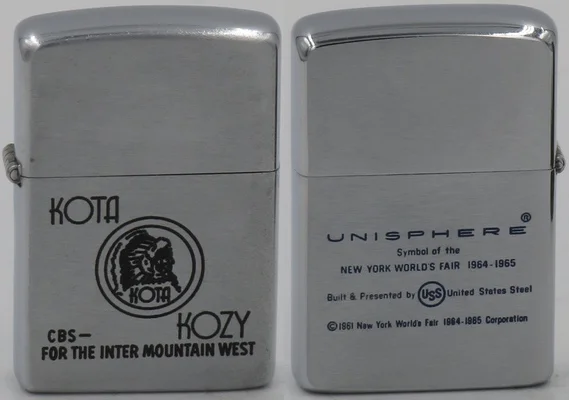 KOTA
KOTA
KOZY
CBS-
FOR THE INTER MOUNTAIN WEST
UNISPHERE®
Symbol of the
NEW YORK WORLD'S FAIR 1964-1965
Built & Presented by USS United States Steel
©1961 New York World's Fair 1964-1965 Corporation